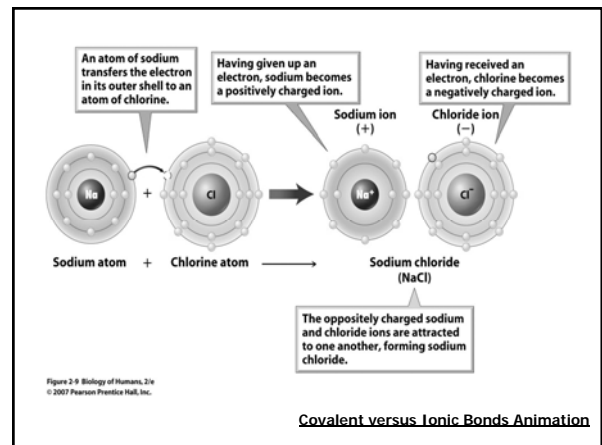 An atom of sodium
transfers the electron
in its outer shell to an
atom of chlorine.
Having given up an
electron, sodium becomes
a positively charged ion.
Having received an
electron, chlorine becomes
a negatively charged ion.
Sodium ion
(+)
Chloride ion
(−)
Na
+
Cl
Na⁺
Cl⁻
Sodium atom + Chlorine atom
Sodium chloride
(NaCl)
The oppositely charged sodium
and chloride ions are attracted
to one another, forming sodium
chloride.
Figure 2-9 Biology of Humans, 2/e
© 2007 Pearson Prentice Hall, Inc.
Covalent versus Ionic Bonds Animation